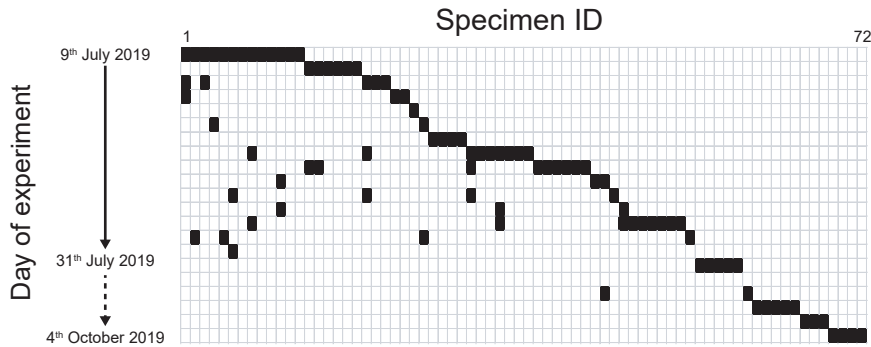 Specimen ID
1
72
9th July 2019
Day of experiment
31th July 2019
4th October 2019